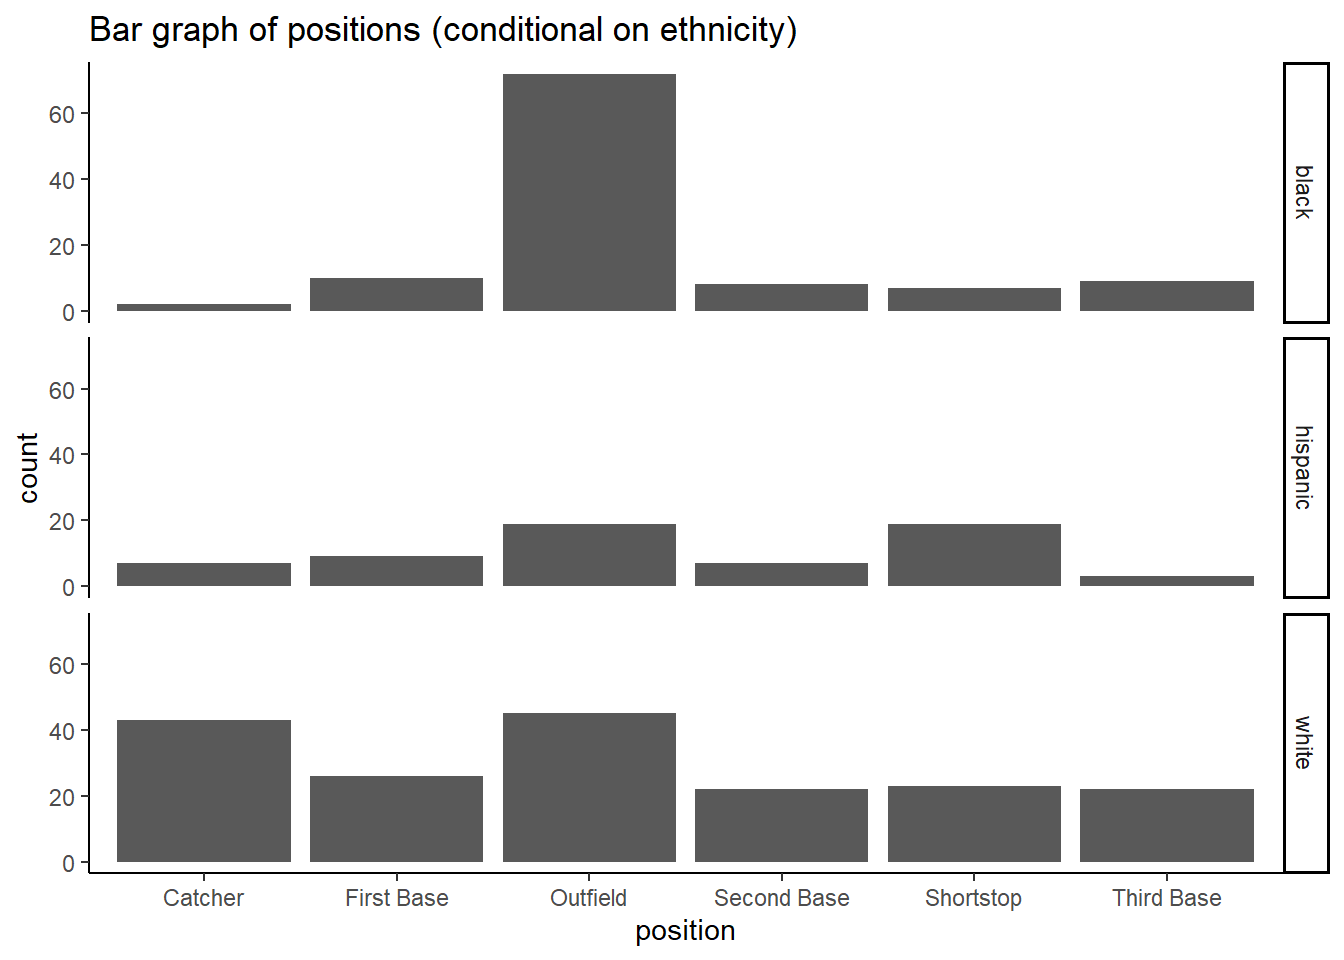 Bar graph of positions (conditional on ethnicity)
60
40
20
0
black
60
40
20
0
hispanic
count
60
40
20
0
white
Catcher First Base Outfield Second Base Shortstop Third Base
position